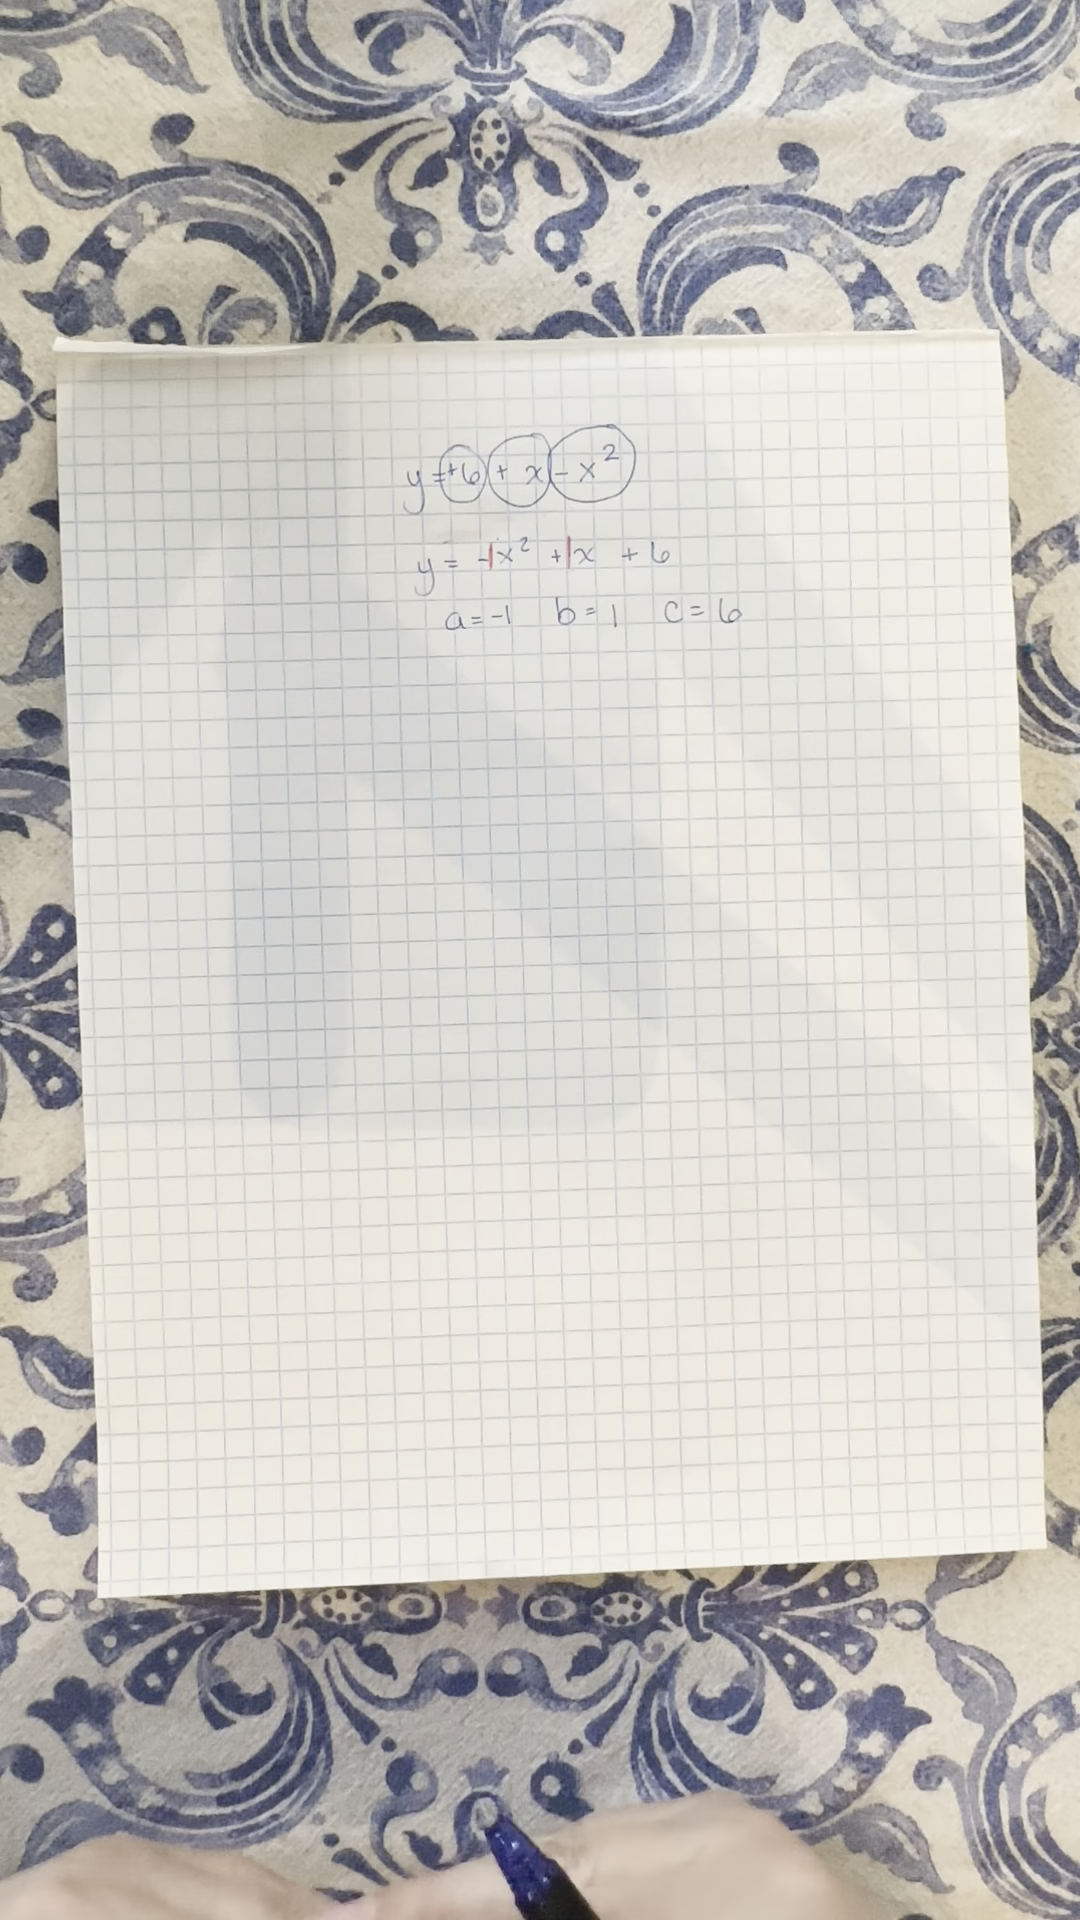 y = +6 + x - x²
y = -1x² + 1x + 6
a = -1 b = 1 c = 6